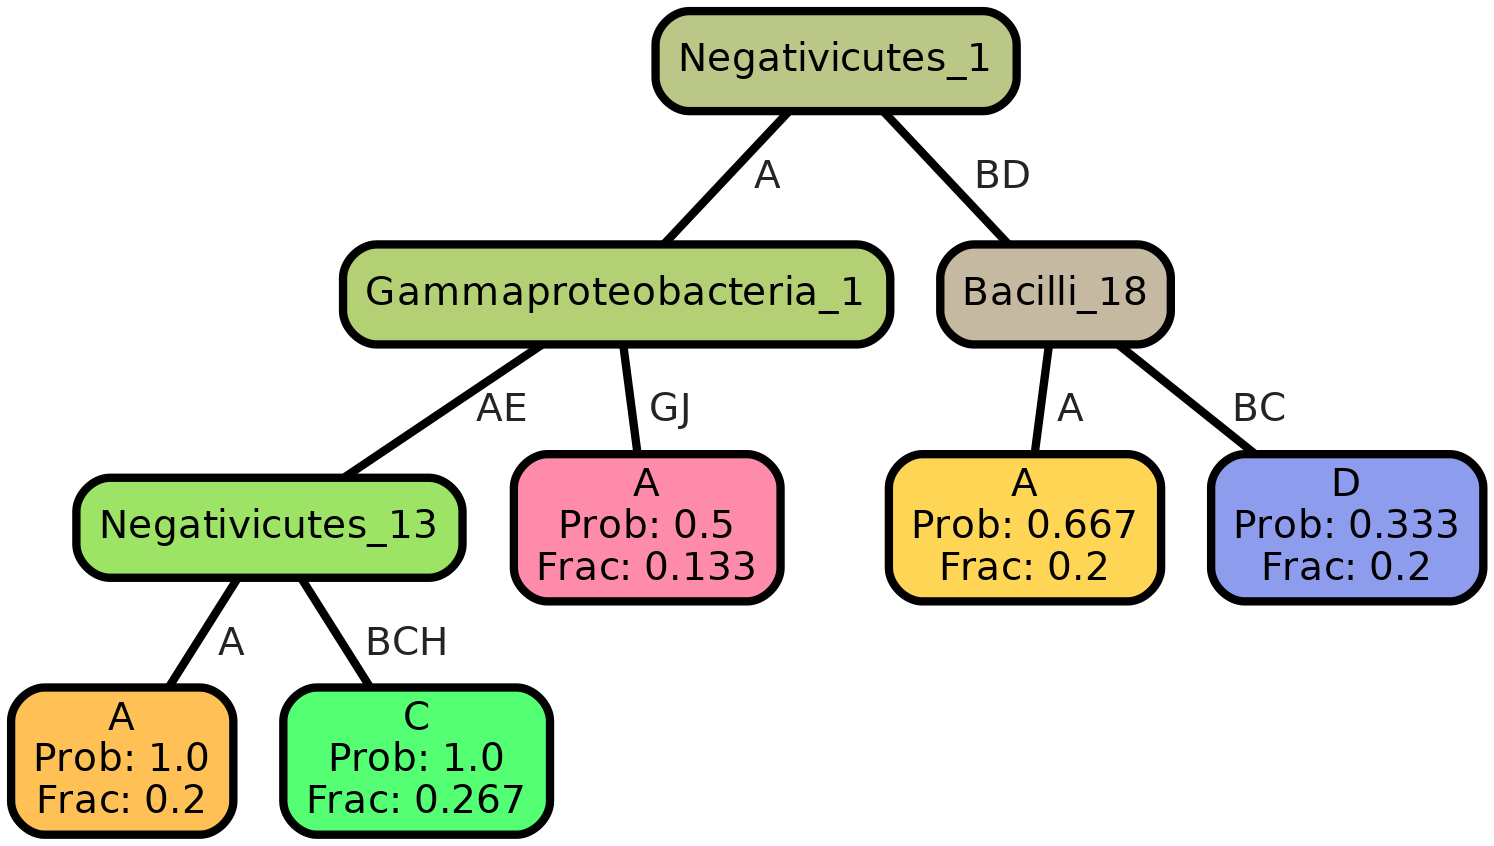 Negativicutes_1
A
BD
Gammaproteobacteria_1
Bacilli_18
AE
GJ
A
BC
Negativicutes_13
A
Prob: 0.5
Frac: 0.133
A
Prob: 0.667
Frac: 0.2
D
Prob: 0.333
Frac: 0.2
A
BCH
A
Prob: 1.0
Frac: 0.2
C
Prob: 1.0
Frac: 0.267